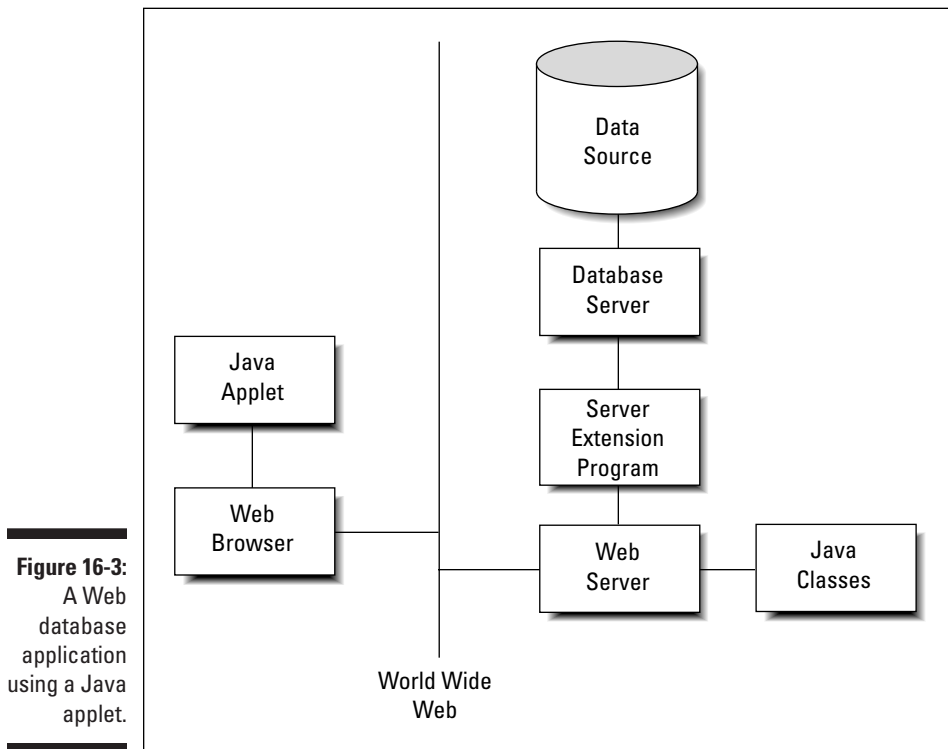 Data
Source
Database
Server
Java
Applet
Server
Extension
Program
Web
Browser
Web
Server
Java
Classes
World Wide
Web
Figure 16-3:
A Web
database
application
using a Java
applet.